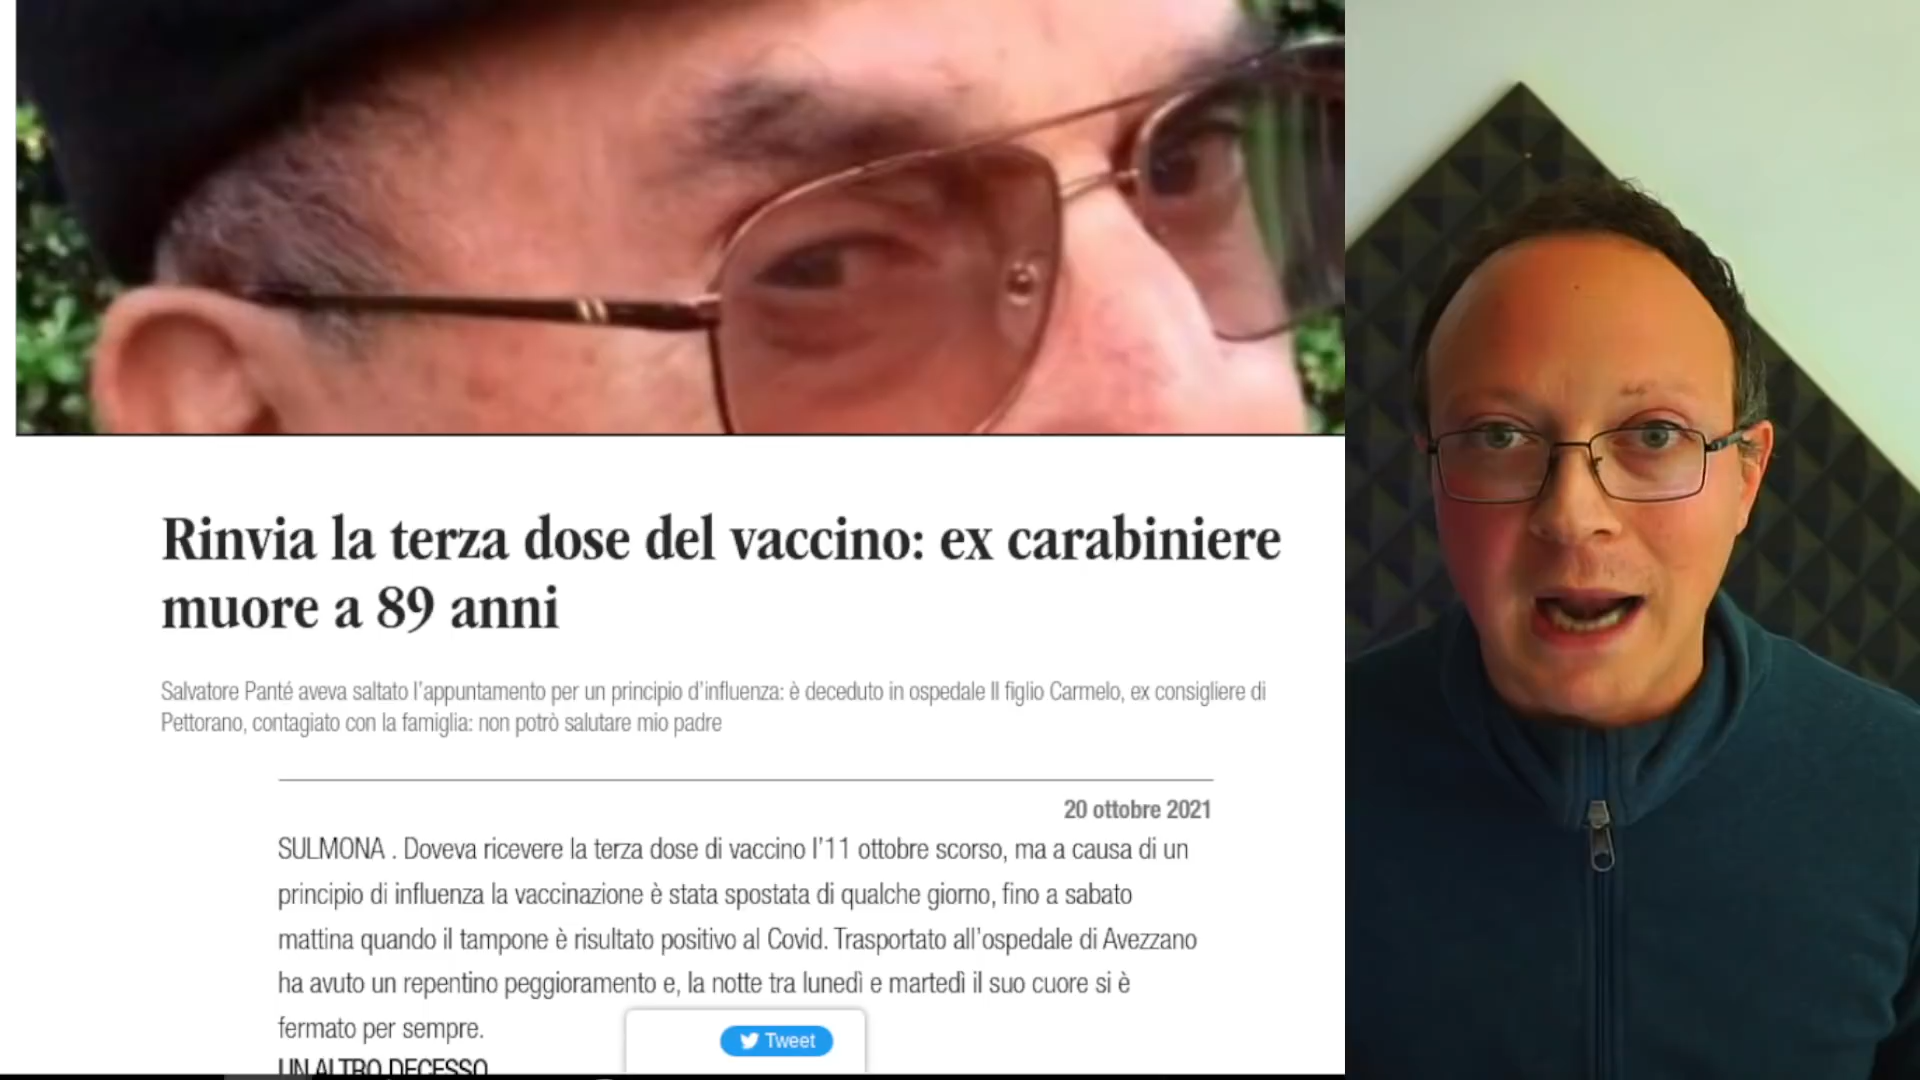 Rinvia la terza dose del vaccino: ex carabiniere
muore a 89 anni
Salvatore Panté aveva saltato l'appuntamento per un principio d'influenza: è deceduto in ospedale Il figlio Carmelo, ex consigliere di
Pettorano, contagiato con la famiglia: non potrò salutare mio padre
20 ottobre 2021
SULMONA . Doveva ricevere la terza dose di vaccino l'11 ottobre scorso, ma a causa di un
principio di influenza la vaccinazione è stata spostata di qualche giorno, fino a sabato
mattina quando il tampone è risultato positivo al Covid. Trasportato all'ospedale di Avezzano
ha avuto un repentino peggioramento e, la notte tra lunedì e martedì il suo cuore si è
fermato per sempre.
Tweet
UN ALTRO DECESSO